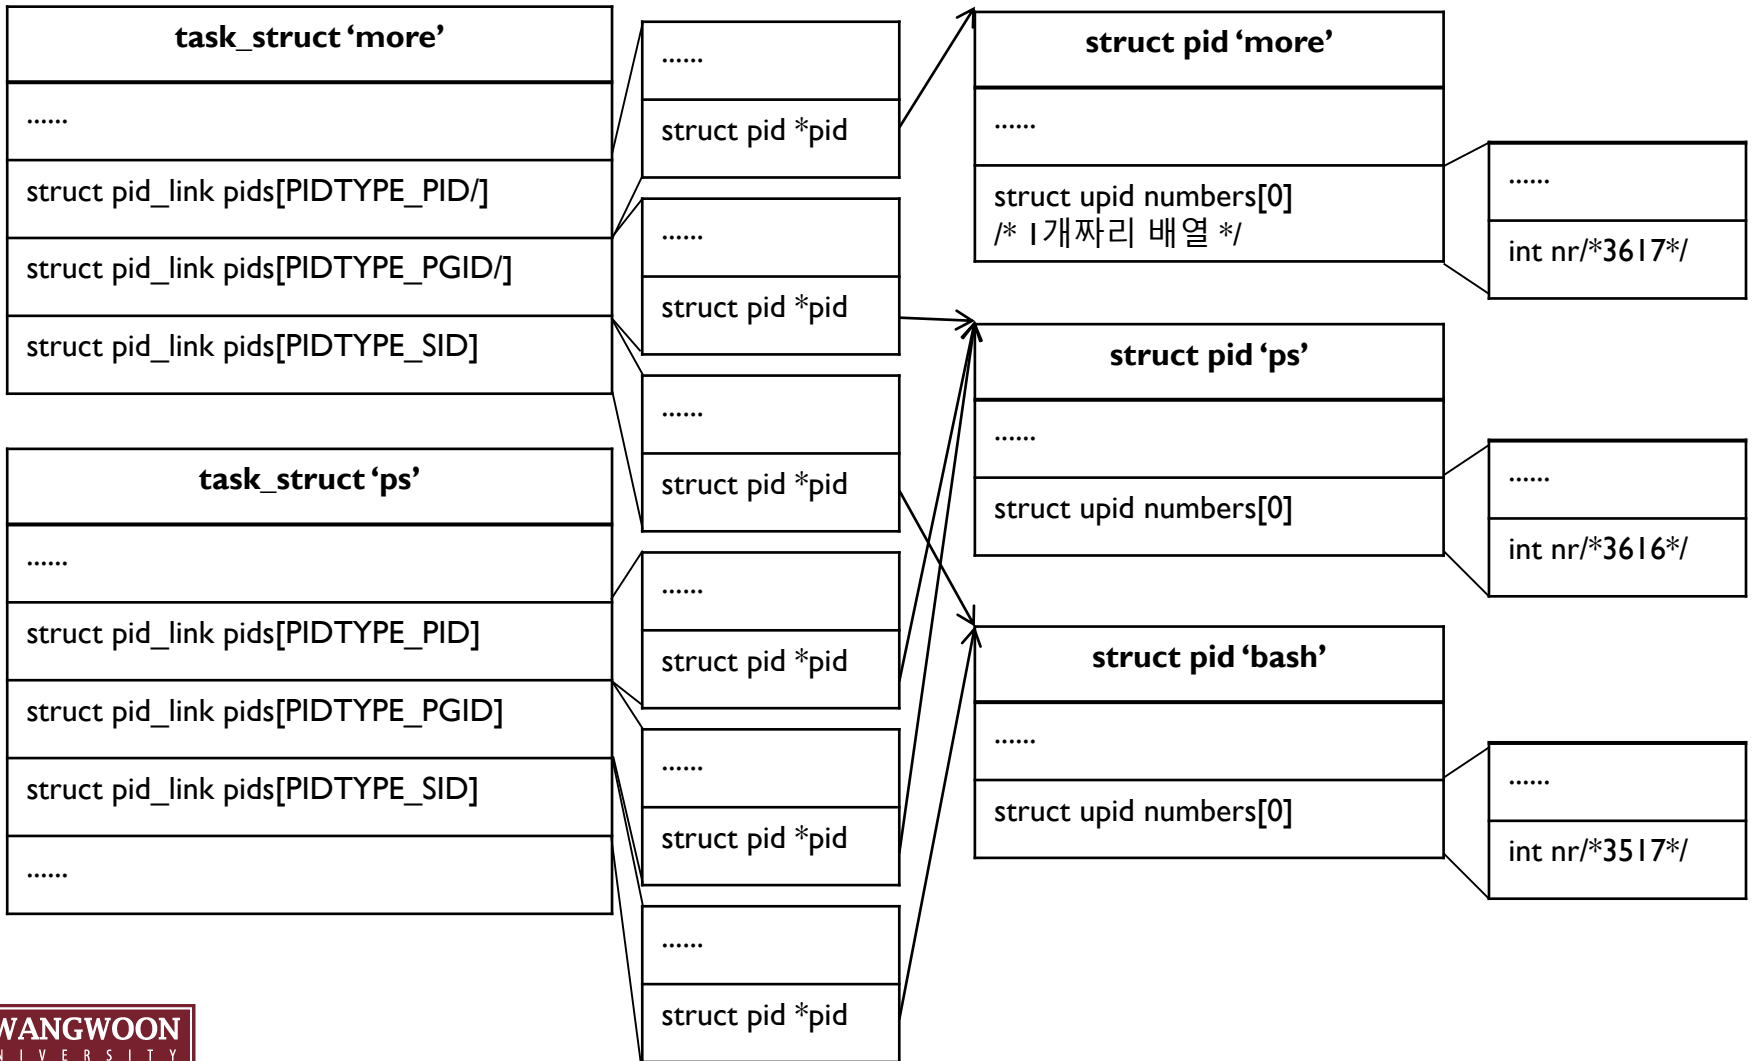 task_struct ‘more’
......
struct pid_link pids[PIDTYPE_PID/]
struct pid_link pids[PIDTYPE_PGID/]
struct pid_link pids[PIDTYPE_SID]
task_struct ‘ps’
......
struct pid_link pids[PIDTYPE_PID]
struct pid_link pids[PIDTYPE_PGID]
struct pid_link pids[PIDTYPE_SID]
......
......
struct pid *pid
......
struct pid *pid
......
struct pid *pid
......
struct pid *pid
......
struct pid *pid
......
struct pid *pid
struct pid ‘more’
......
struct upid numbers[0]
/* 1개짜리 배열 */
......
int nr/*3617*/
struct pid ‘ps’
......
struct upid numbers[0]
......
int nr/*3616*/
struct pid ‘bash’
......
struct upid numbers[0]
......
int nr/*3517*/
WANGWOON
NIVERSITY